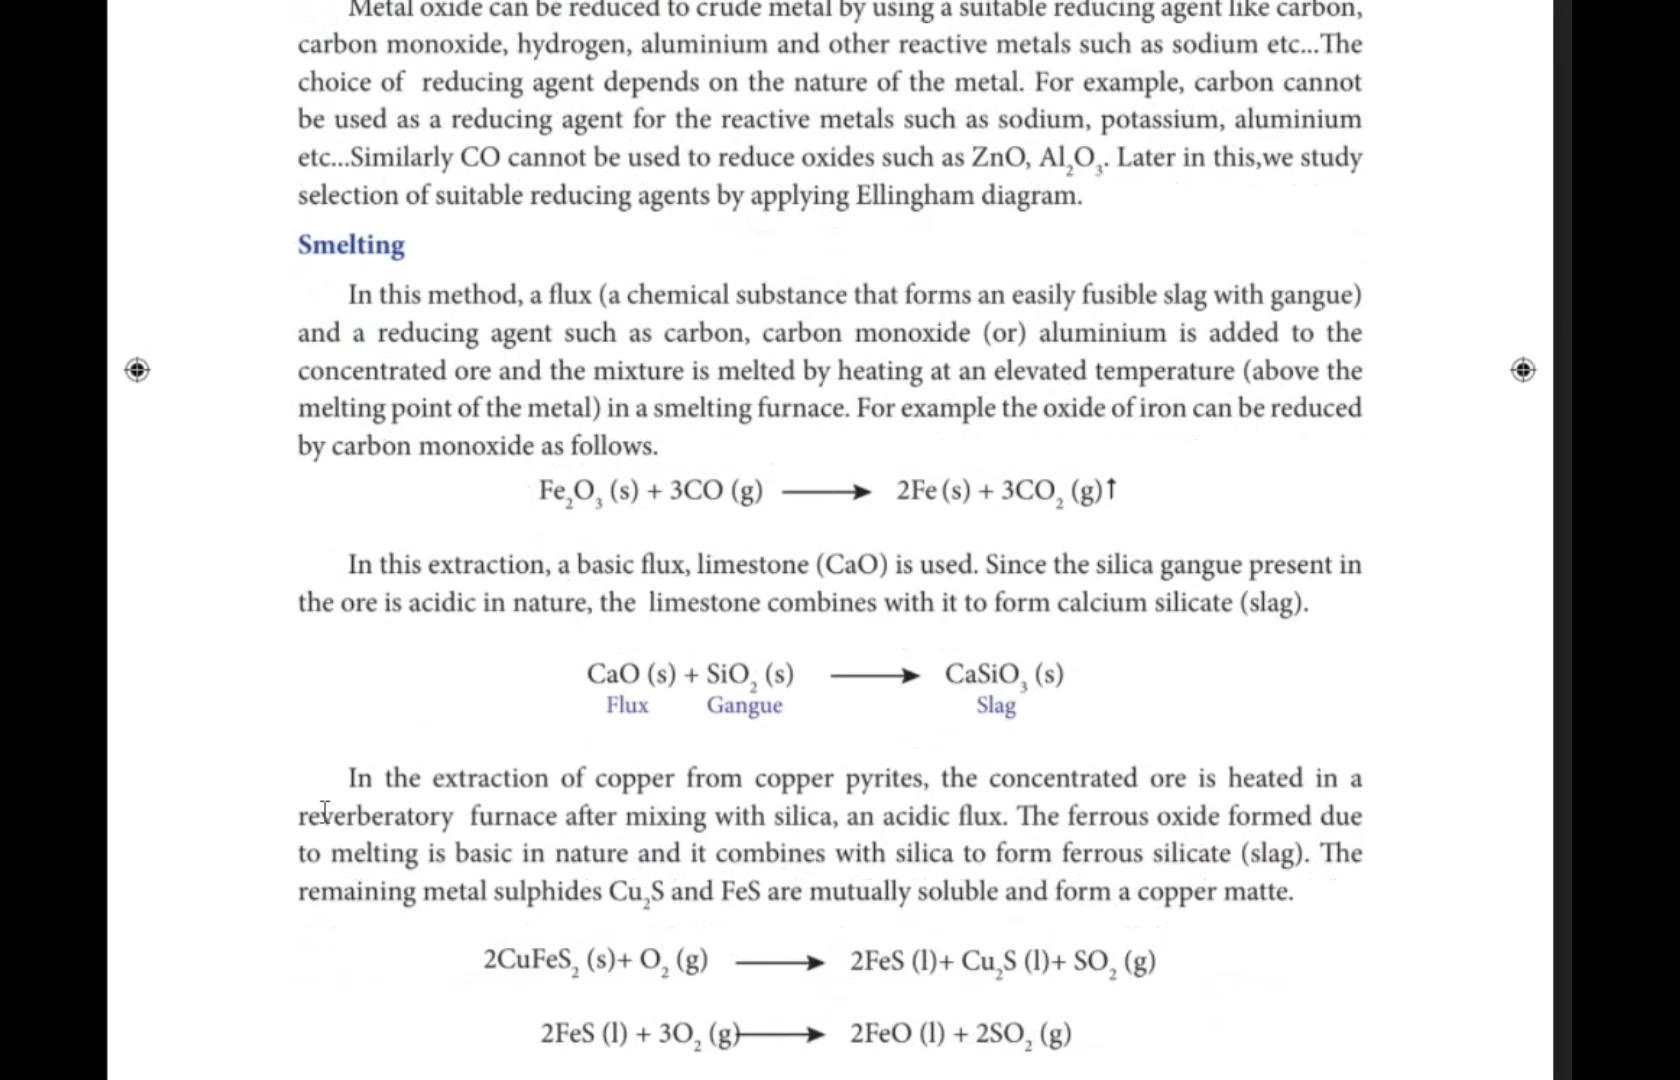 Metal oxide can be reduced to crude metal by using a suitable reducing agent like carbon,
carbon monoxide, hydrogen, aluminium and other reactive metals such as sodium etc...The
choice of reducing agent depends on the nature of the metal. For example, carbon cannot
be used as a reducing agent for the reactive metals such as sodium, potassium, aluminium
etc...Similarly CO cannot be used to reduce oxides such as ZnO, Al₂O₃. Later in this,we study
selection of suitable reducing agents by applying Ellingham diagram.
Smelting
In this method, a flux (a chemical substance that forms an easily fusible slag with gangue)
and a reducing agent such as carbon, carbon monoxide (or) aluminium is added to the
concentrated ore and the mixture is melted by heating at an elevated temperature (above the
melting point of the metal) in a smelting furnace. For example the oxide of iron can be reduced
by carbon monoxide as follows.
Fe₂O₃ (s) + 3CO (g) ⟶ 2Fe (s) + 3CO₂ (g)↑
In this extraction, a basic flux, limestone (CaO) is used. Since the silica gangue present in
the ore is acidic in nature, the limestone combines with it to form calcium silicate (slag).
CaO (s) + SiO₂ (s) ⟶ CaSiO₃ (s)
Flux Gangue Slag
In the extraction of copper from copper pyrites, the concentrated ore is heated in a
reverberatory furnace after mixing with silica, an acidic flux. The ferrous oxide formed due
to melting is basic in nature and it combines with silica to form ferrous silicate (slag). The
remaining metal sulphides Cu₂S and FeS are mutually soluble and form a copper matte.
2CuFeS₂ (s)+ O₂ (g) ⟶ 2FeS (l)+ Cu₂S (l)+ SO₂ (g)
2FeS (l) + 3O₂ (g) ⟶ 2FeO (l) + 2SO₂ (g)